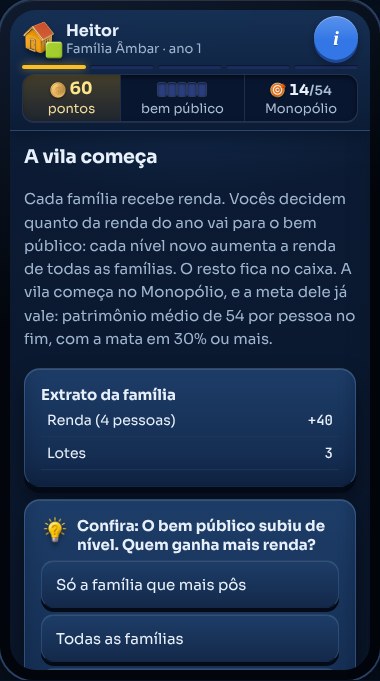 Heitor
Família Âmbar · ano 1
i
60
pontos
bem público
14/54
Monopólio
A vila começa
Cada família recebe renda. Vocês decidem
quanto da renda do ano vai para o bem
público: cada nível novo aumenta a renda
de todas as famílias. O resto fica no caixa. A
vila começa no Monopólio, e a meta dele já
vale: patrimônio médio de 54 por pessoa no
fim, com a mata em 30% ou mais.
Extrato da família
Renda (4 pessoas) +40
Lotes 3
Confira: O bem público subiu de
nível. Quem ganha mais renda?
Só a família que mais pôs
Todas as famílias